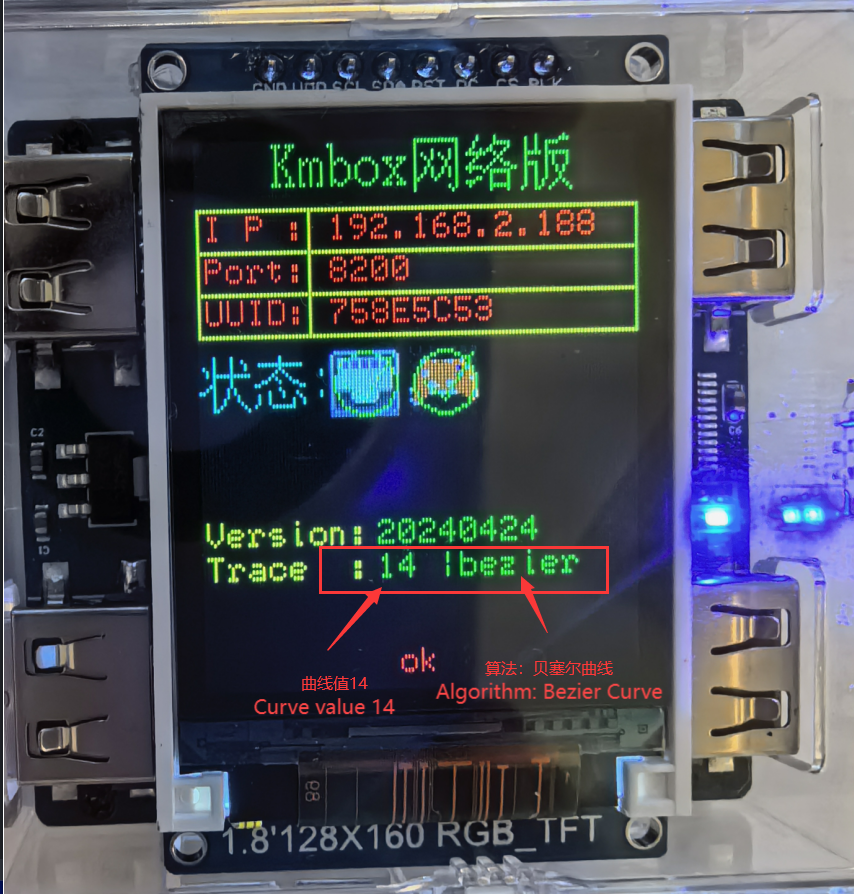 GND VDD SCL SDA RST DC CS BLK
Kmbox网络版
I P : 192.168.2.188
Port: 8200
UUID: 758E5C53
状态:
C2
C6
Version: 20240424
Trace : 14 |bezier
ok
曲线值14
Curve value 14
算法: 贝塞尔曲线
Algorithm: Bezier Curve
1.8'128X160 RGB_TFT